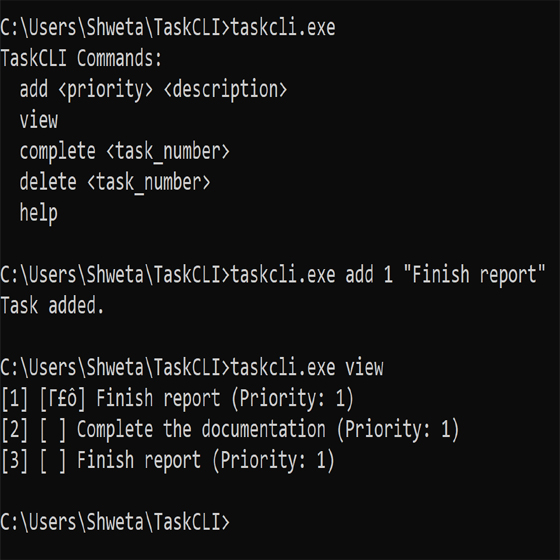 C:\Users\Shweta\TaskCLI>taskcli.exe
TaskCLI Commands:
  add <priority> <description>
  view
  complete <task_number>
  delete <task_number>
  help

C:\Users\Shweta\TaskCLI>taskcli.exe add 1 "Finish report"
Task added.

C:\Users\Shweta\TaskCLI>taskcli.exe view
[1] [Γ£ô] Finish report (Priority: 1)
[2] [ ] Complete the documentation (Priority: 1)
[3] [ ] Finish report (Priority: 1)

C:\Users\Shweta\TaskCLI>